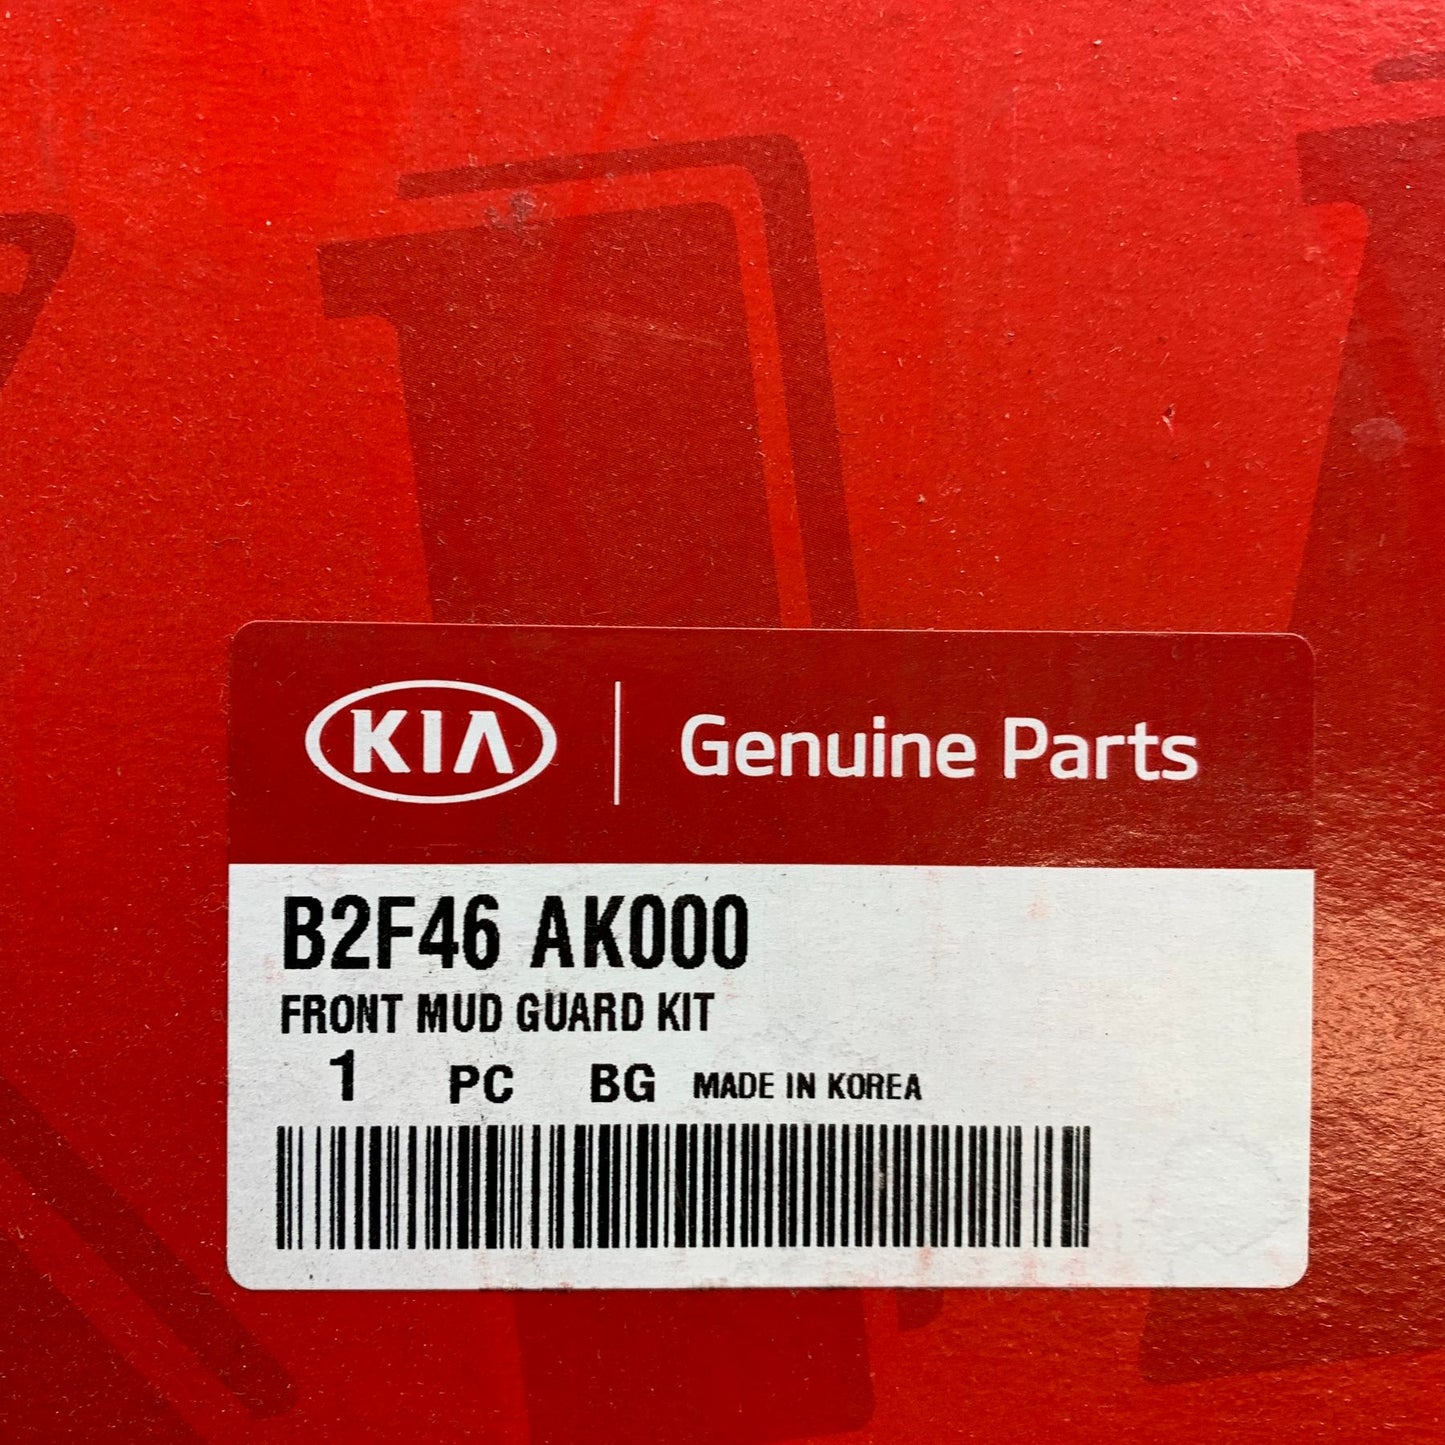 KIA Genuine Parts
B2F46 AK000
FRONT MUD GUARD KIT
1 PC BG MADE IN KOREA